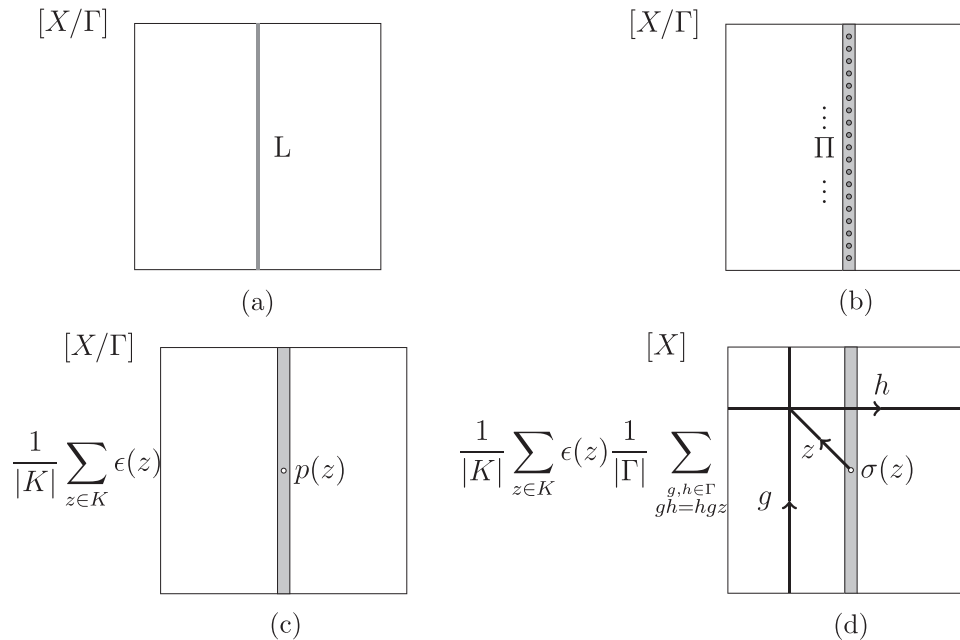 [X/Γ]
L
(a)
[X/Γ]
⋮
Π
⋮
(b)
[X/Γ]
1/|K| ∑_{z∈K} ϵ(z)
p(z)
(c)
[X]
1/|K| ∑_{z∈K} ϵ(z) 1/|Γ| ∑_{g,h∈Γ gh=hgz}
h
z
σ(z)
g
(d)